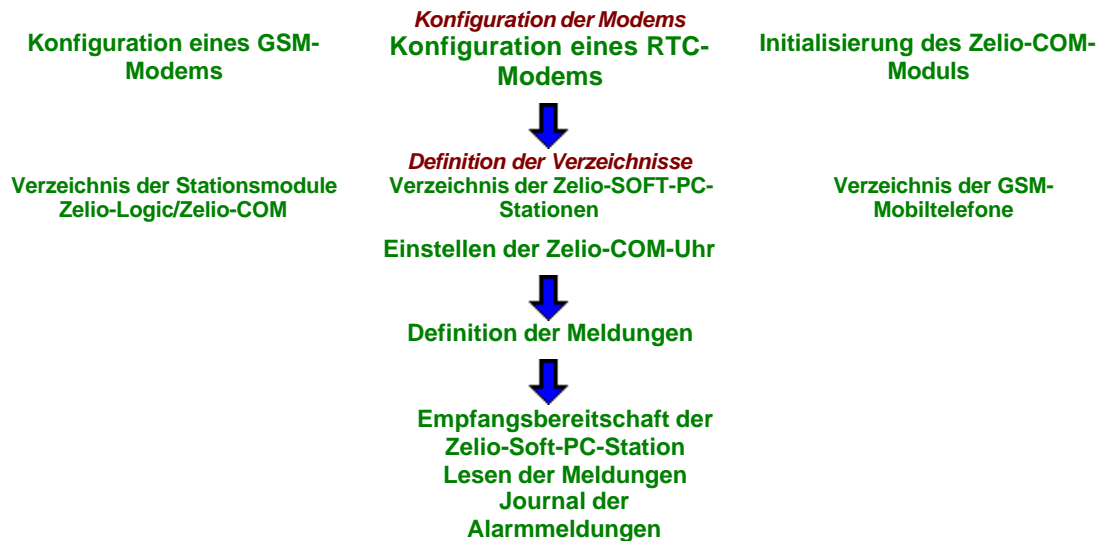 Konfiguration der Modems
Konfiguration eines GSM-
Modems
Konfiguration eines RTC-
Modems
Initialisierung des Zelio-COM-
Moduls
Definition der Verzeichnisse
Verzeichnis der Stationsmodule
Zelio-Logic/Zelio-COM
Verzeichnis der Zelio-SOFT-PC-
Stationen
Verzeichnis der GSM-
Mobiltelefone
Einstellen der Zelio-COM-Uhr
Definition der Meldungen
Empfangsbereitschaft der
Zelio-Soft-PC-Station
Lesen der Meldungen
Journal der
Alarmmeldungen